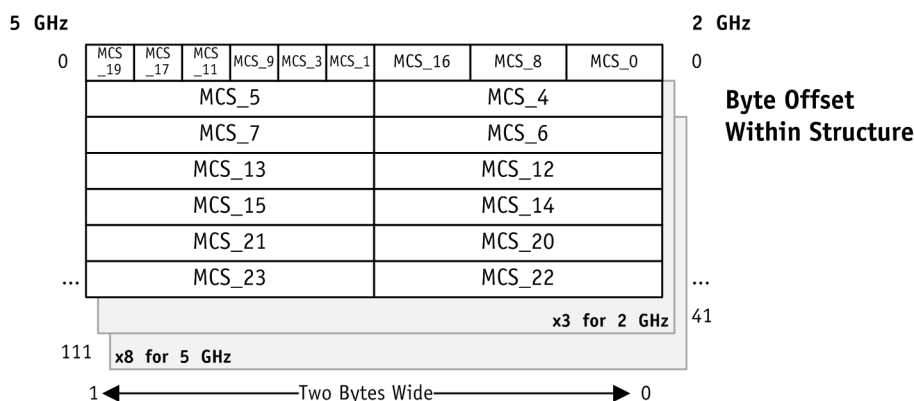 5 GHz 2 GHz
0 MCS_19 MCS_17 MCS_11 MCS_9 MCS_3 MCS_1 MCS_16 MCS_8 MCS_0 0
MCS_5 MCS_4 Byte Offset
MCS_7 MCS_6 Within Structure
MCS_13 MCS_12
MCS_15 MCS_14
MCS_21 MCS_20
... MCS_23 MCS_22 ...
x3 for 2 GHz 41
111 x8 for 5 GHz
1 Two Bytes Wide 0